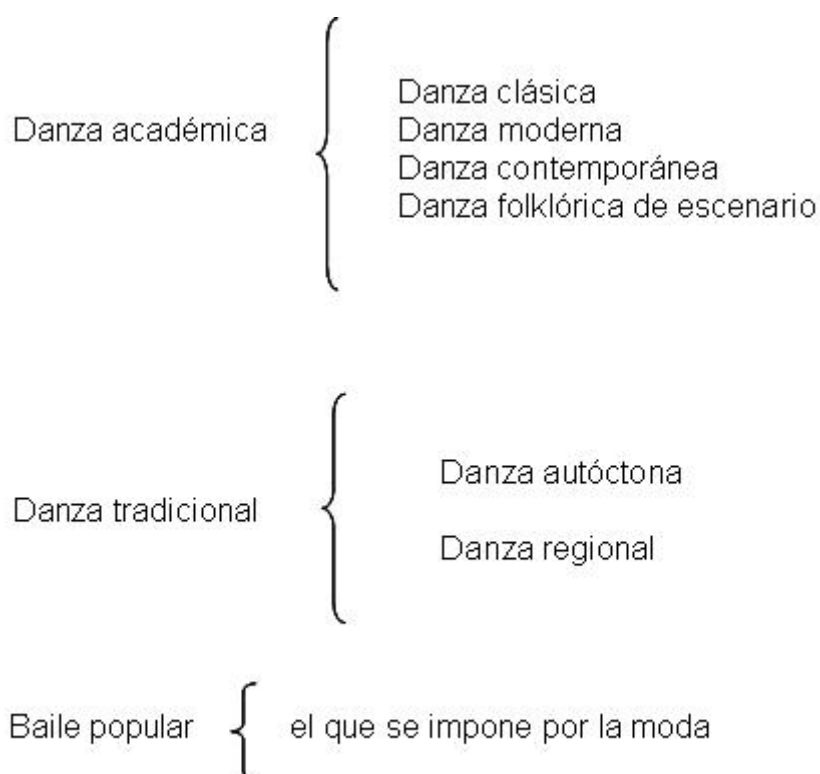 Danza académica
Danza clásica
Danza moderna
Danza contemporánea
Danza folklórica de escenario
Danza tradicional
Danza autóctona
Danza regional
Baile popular
el que se impone por la moda